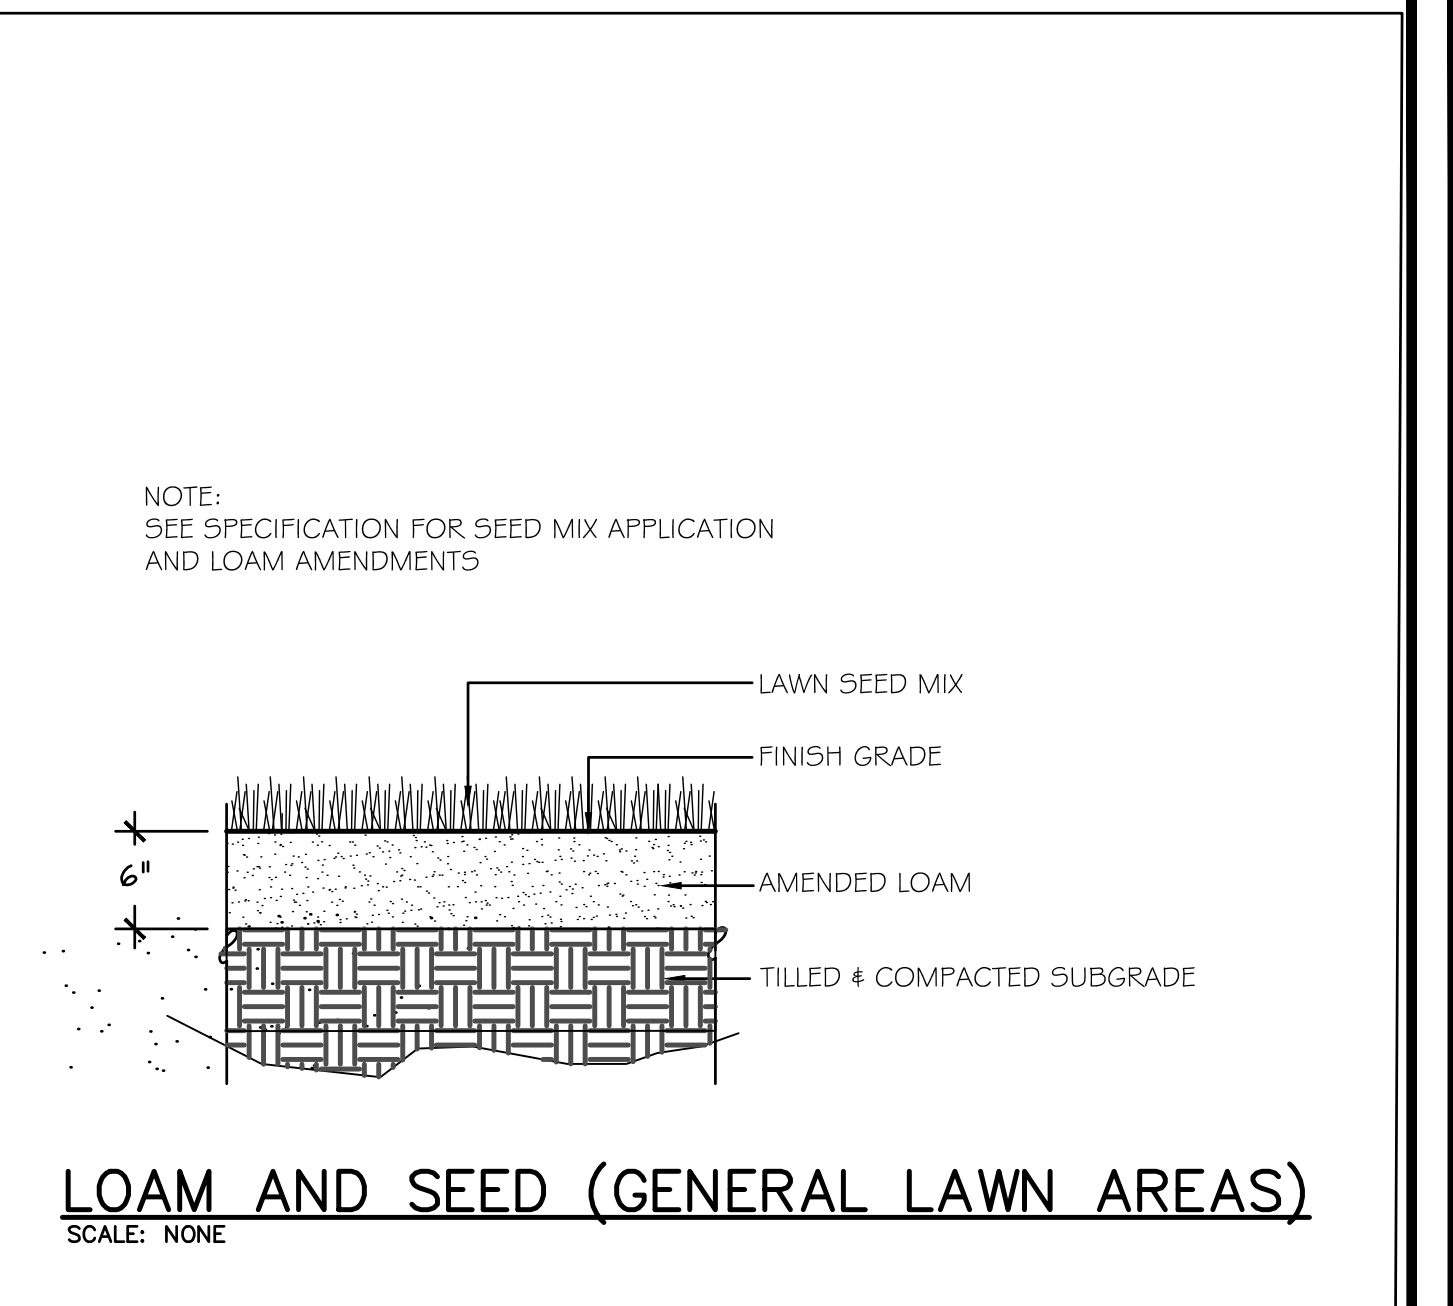 NOTE:
SEE SPECIFICATION FOR SEED MIX APPLICATION
AND LOAM AMENDMENTS
LAWN SEED MIX
FINISH GRADE
6"
AMENDED LOAM
TILLED & COMPACTED SUBGRADE
LOAM AND SEED (GENERAL LAWN AREAS)
SCALE: NONE